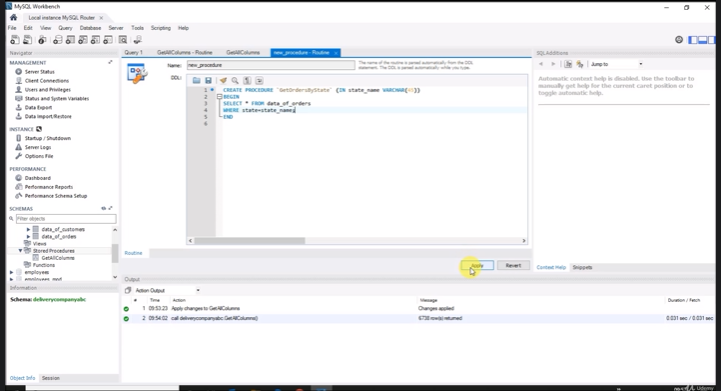 MySQL Workbench
Local instance MySQL Router
File Edit View Query Database Server Tools Scripting Help
Navigator
Query 1 GetAllColumns - Routine GetAllColumns new_procedure - Routine
SQL Additions
MANAGEMENT
Server Status
Client Connections
Users and Privileges
Status and System Variables
Data Export
Data Import/Restore
INSTANCE
Startup / Shutdown
Server Logs
Options File
PERFORMANCE
Dashboard
Performance Reports
Performance Schema Setup
SCHEMAS
Filter objects
data_of_customers
data_of_orders
Views
Stored Procedures
GetAllColumns
Functions
employees
employees_mod
Information
Schema: deliverycompanyabc
Object Info Session
Name: new_procedure
The name of the routine is parsed automatically from the DDL
statement. The DDL is parsed automatically while you type.
DDL:
1 CREATE PROCEDURE `GetOrdersByState` (IN state_name VARCHAR(45))
2 BEGIN
3 SELECT * FROM data_of_orders
4 WHERE state=state_name;
5 END
6
Routine
Apply Revert
Jump to
Automatic context help is disabled. Use the toolbar to
manually get help for the current caret position or to
toggle automatic help.
Context Help Snippets
Output
Action Output
# Time Action Message Duration / Fetch
1 09:53:23 Apply changes to GetAllColumns Changes applied
2 09:54:02 call deliverycompanyabc.GetAllColumns() 6730 row(s) returned 0.031 sec / 0.031 sec
Udemy